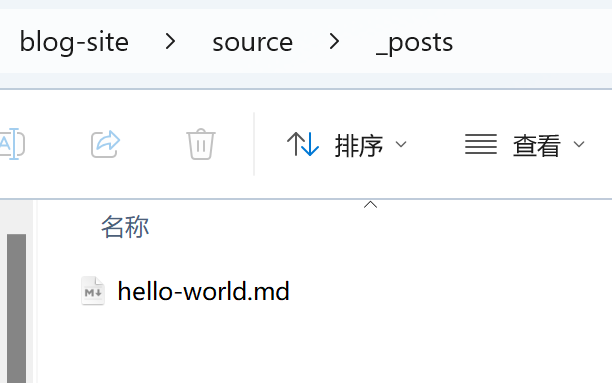 blog-site > source > _posts
排序 查看
名称
hello-world.md